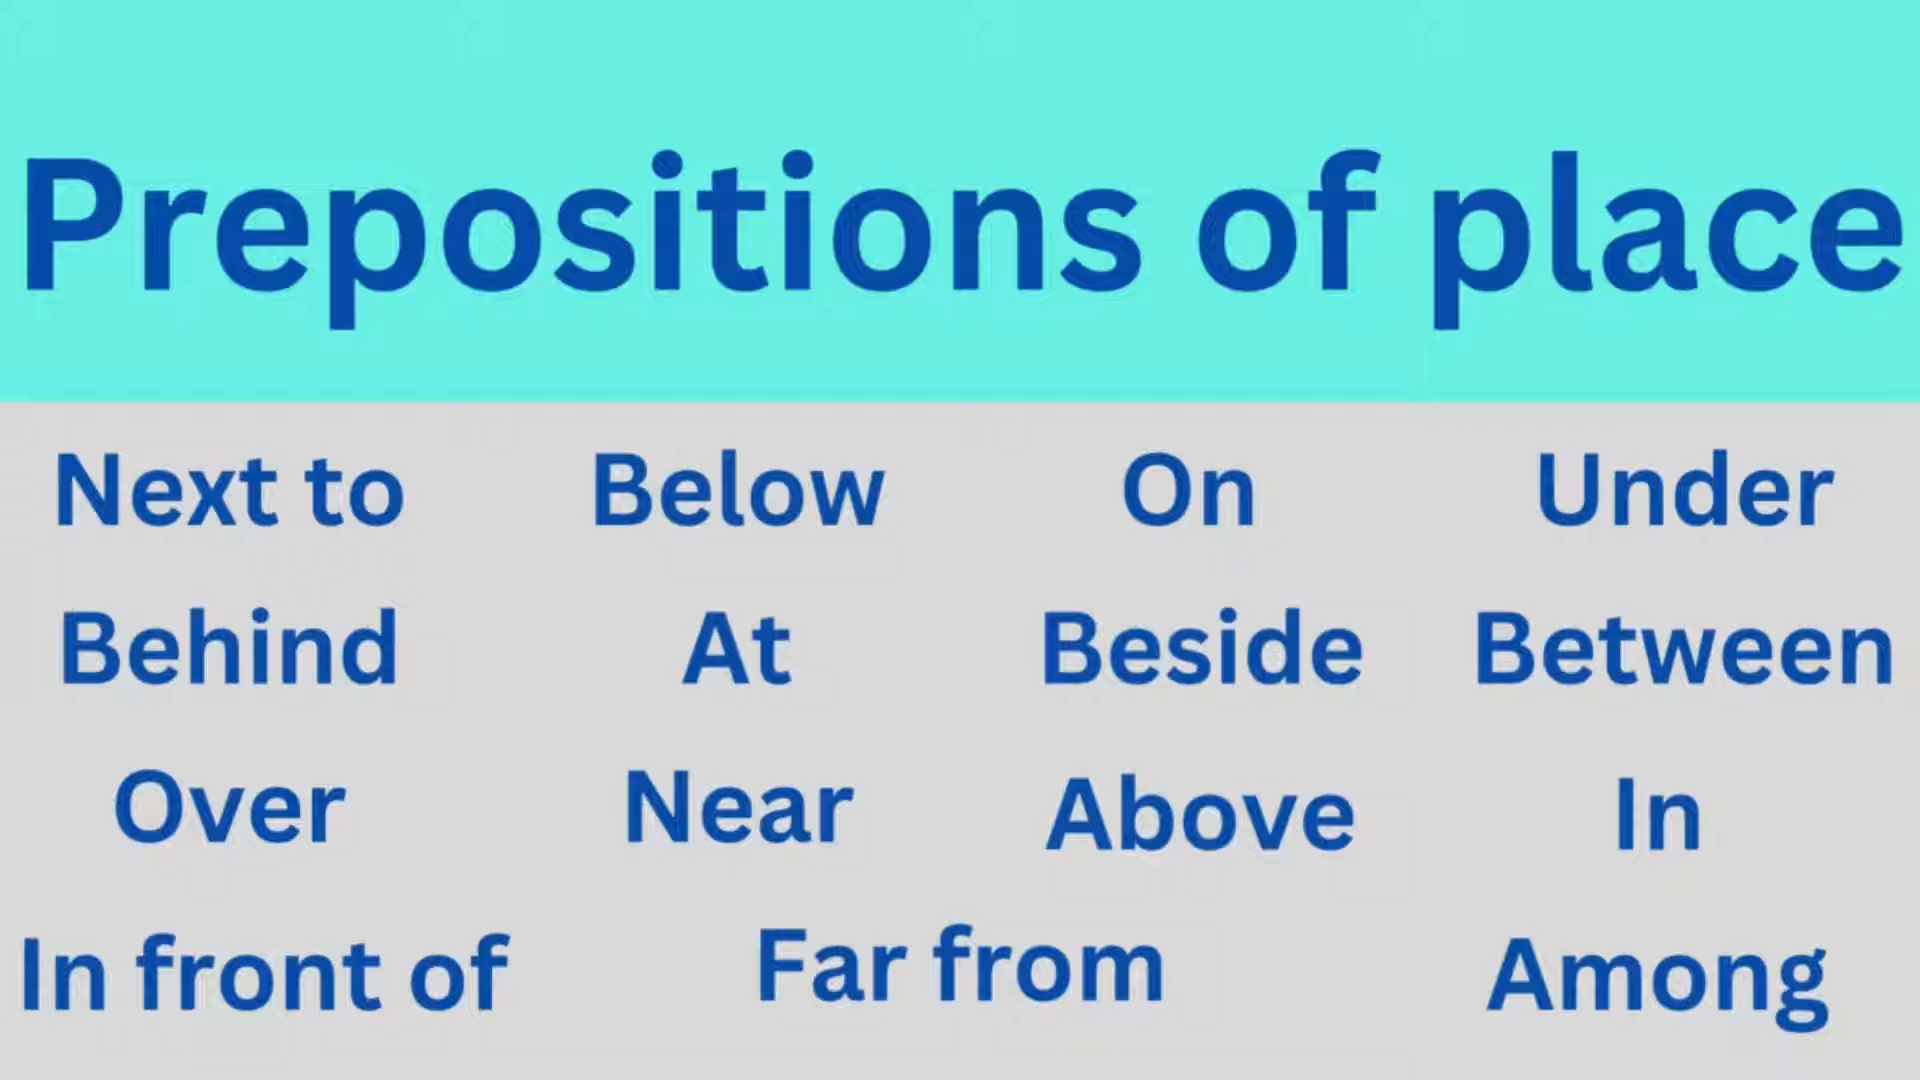 Prepositions of place
Next to Below On Under
Behind At Beside Between
Over Near Above In
In front of Far from Among